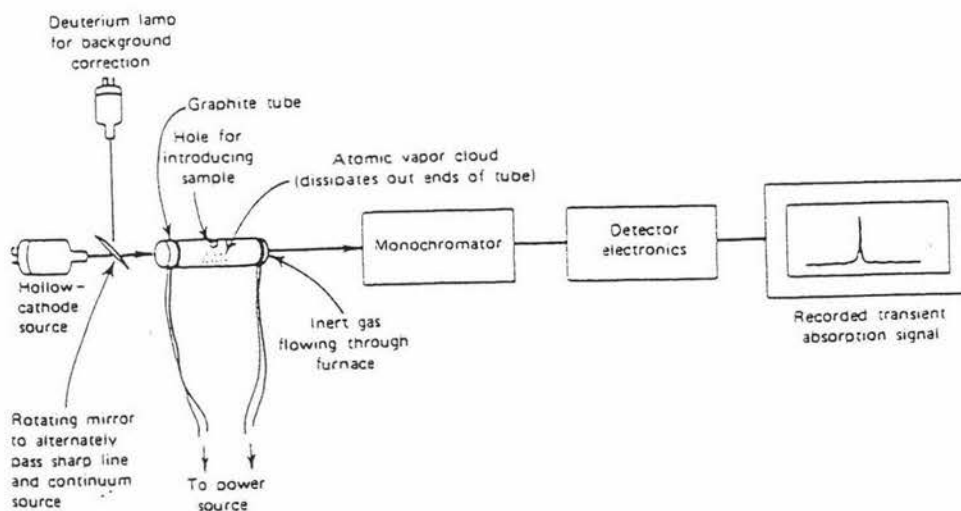 Deuterium lamp
for background
correction
Graphite tube
Hole for
introducing
sample
Atomic vapor cloud
(dissipates out ends of tube)
Monochromator
Detector
electronics
Hollow-
cathode
source
Inert gas
flowing through
furnace
Recorded transient
absorption signal
Rotating mirror
to alternately
pass sharp line
and continuum
source
To power
source